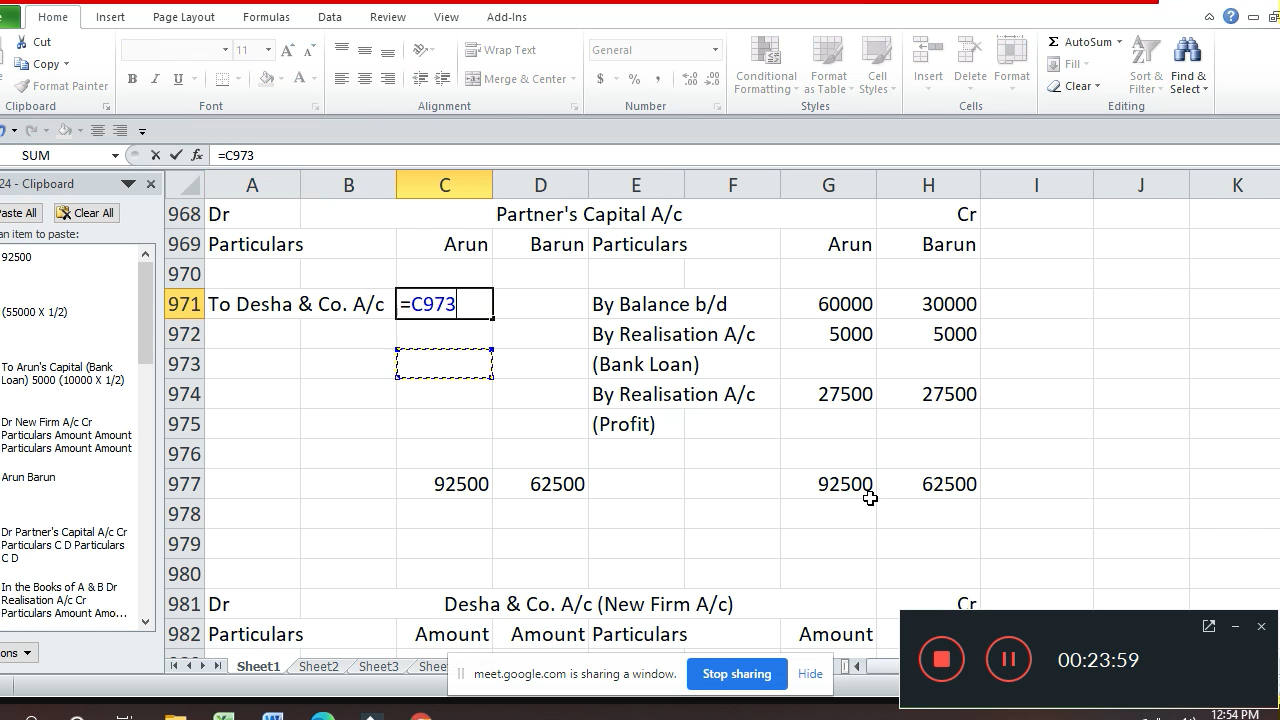 Home Insert Page Layout Formulas Data Review View Add-Ins
Cut
Copy
Format Painter
Clipboard
11
Font
Wrap Text
Merge & Center
Alignment
General
Number
Conditional Formatting
Format as Table
Cell Styles
Styles
Insert Delete Format
Cells
AutoSum
Fill
Clear
Sort & Filter
Find & Select
Editing
SUM =C973
24 - Clipboard
Paste All Clear All
an item to paste:
92500
(55000 X 1/2)
To Arun's Capital (Bank
Loan) 5000 (10000 X 1/2)
Dr New Firm A/c Cr
Particulars Amount Amount
Particulars Amount Amount
Arun Barun
Dr Partner's Capital A/c Cr
Particulars C D Particulars
C D
In the Books of A & B Dr
Realisation A/c Cr
Particulars Amount Amo...
A B C D E F G H I J K
968 Dr Partner's Capital A/c Cr
969 Particulars Arun Barun Particulars Arun Barun
970
971 To Desha & Co. A/c =C973 By Balance b/d 60000 30000
972 By Realisation A/c 5000 5000
973 (Bank Loan)
974 By Realisation A/c 27500 27500
975 (Profit)
976
977 92500 62500 92500 62500
978
979
980
981 Dr Desha & Co. A/c (New Firm A/c) Cr
982 Particulars Amount Amount Particulars Amount
Sheet1 Sheet2 Sheet3
meet.google.com is sharing a window. Stop sharing Hide
00:23:59
12:54 PM